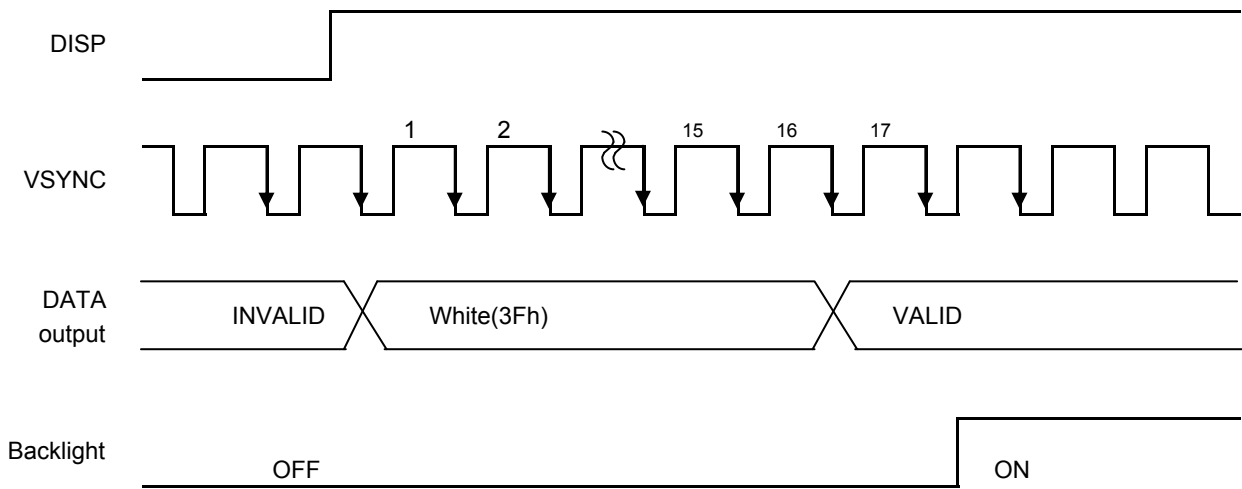 DISP
1 2 15 16 17
VSYNC
DATA
output
INVALID White(3Fh) VALID
Backlight
OFF ON